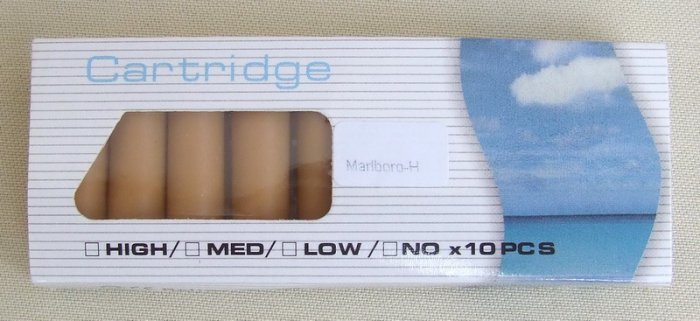 Cartridge
Marlboro-H
☐ HIGH/☐ MED/☐ LOW/☐NO x10PCS